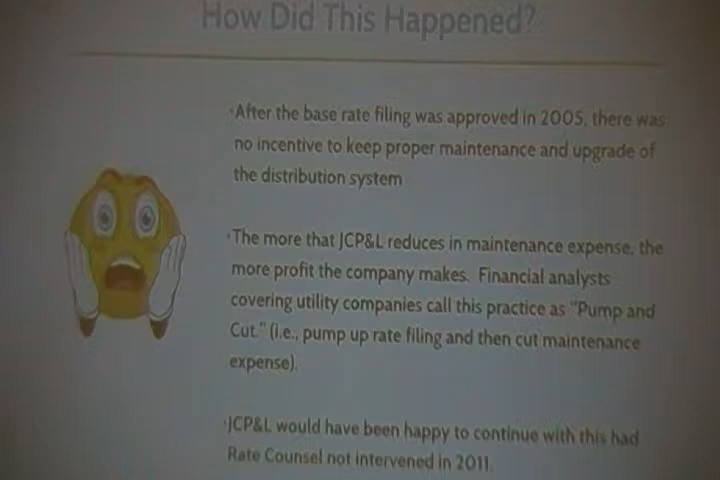 How Did This Happened?
•After the base rate filing was approved in 2005, there was
no incentive to keep proper maintenance and upgrade of
the distribution system
•The more that JCP&L reduces in maintenance expense, the
more profit the company makes. Financial analysts
covering utility companies call this practice as "Pump and
Cut." (i.e., pump up rate filing and then cut maintenance
expense).
•JCP&L would have been happy to continue with this had
Rate Counsel not intervened in 2011.